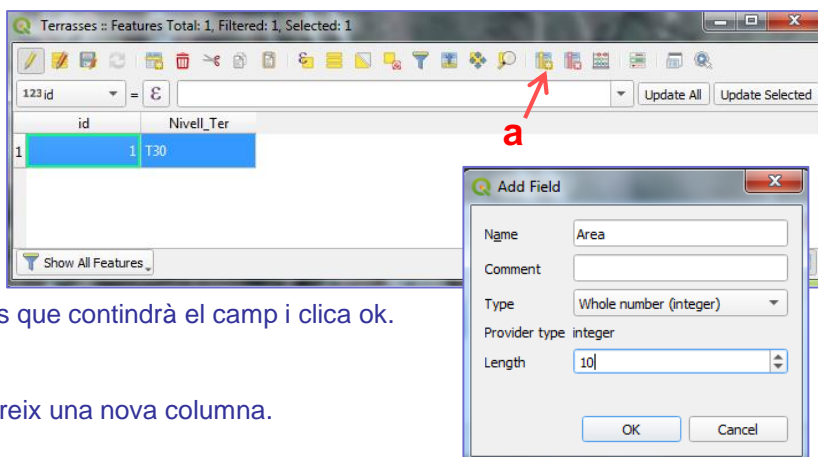 Terrasses :: Features Total: 1, Filtered: 1, Selected: 1
123 id = ε Update All Update Selected
id Nivell_Ter
1 1 T30
a
Show All Features
Add Field
Name Area
Comment
Type Whole number (integer)
Provider type integer
Length 10
OK Cancel
s que contindrà el camp i clica ok.
reix una nova columna.